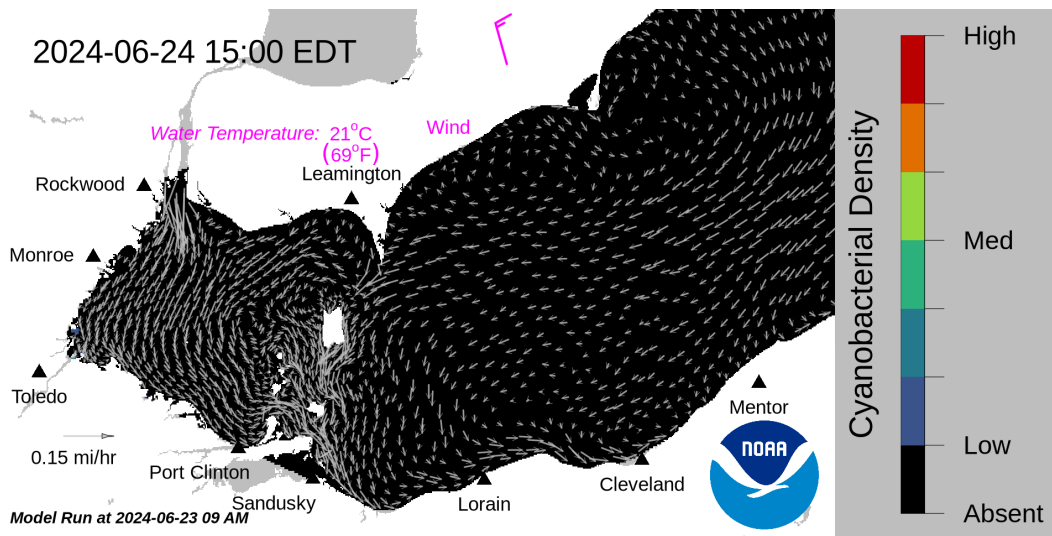 2024-06-24 15:00 EDT
Water Temperature: 21°C
(69°F)
Wind
Leamington
Rockwood
Monroe
Toledo
0.15 mi/hr
Port Clinton
Sandusky
Lorain
Cleveland
Mentor
NOAA
Model Run at 2024-06-23 09 AM
Cyanobacterial Density
High
Med
Low
Absent